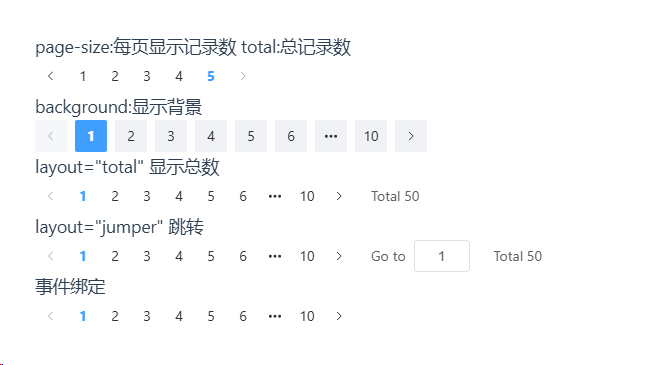 page-size:每页显示记录数 total:总记录数
‹ 1 2 3 4 5 ›
background:显示背景
‹ 1 2 3 4 5 6 ••• 10 ›
layout="total" 显示总数
‹ 1 2 3 4 5 6 ••• 10 › Total 50
layout="jumper" 跳转
‹ 1 2 3 4 5 6 ••• 10 › Go to 1 Total 50
事件绑定
‹ 1 2 3 4 5 6 ••• 10 ›